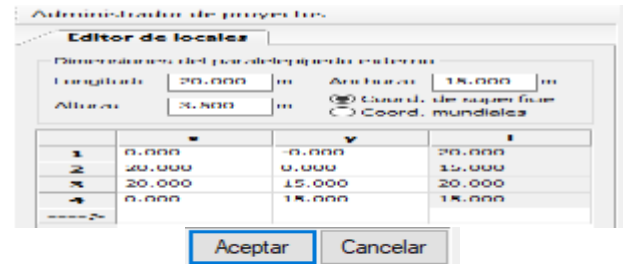 Administrador de proyectos
Editor de locales
Dimensiones del paralelepípedo externo
Longitud: 20.000 m Anchura: 15.000 m
Altura: 3.500 m Coord. de superficie
Coord. mundiales
x y l
1 0.000 -0.000 20.000
2 20.000 0.000 15.000
3 20.000 15.000 20.000
4 0.000 15.000 15.000
Aceptar Cancelar